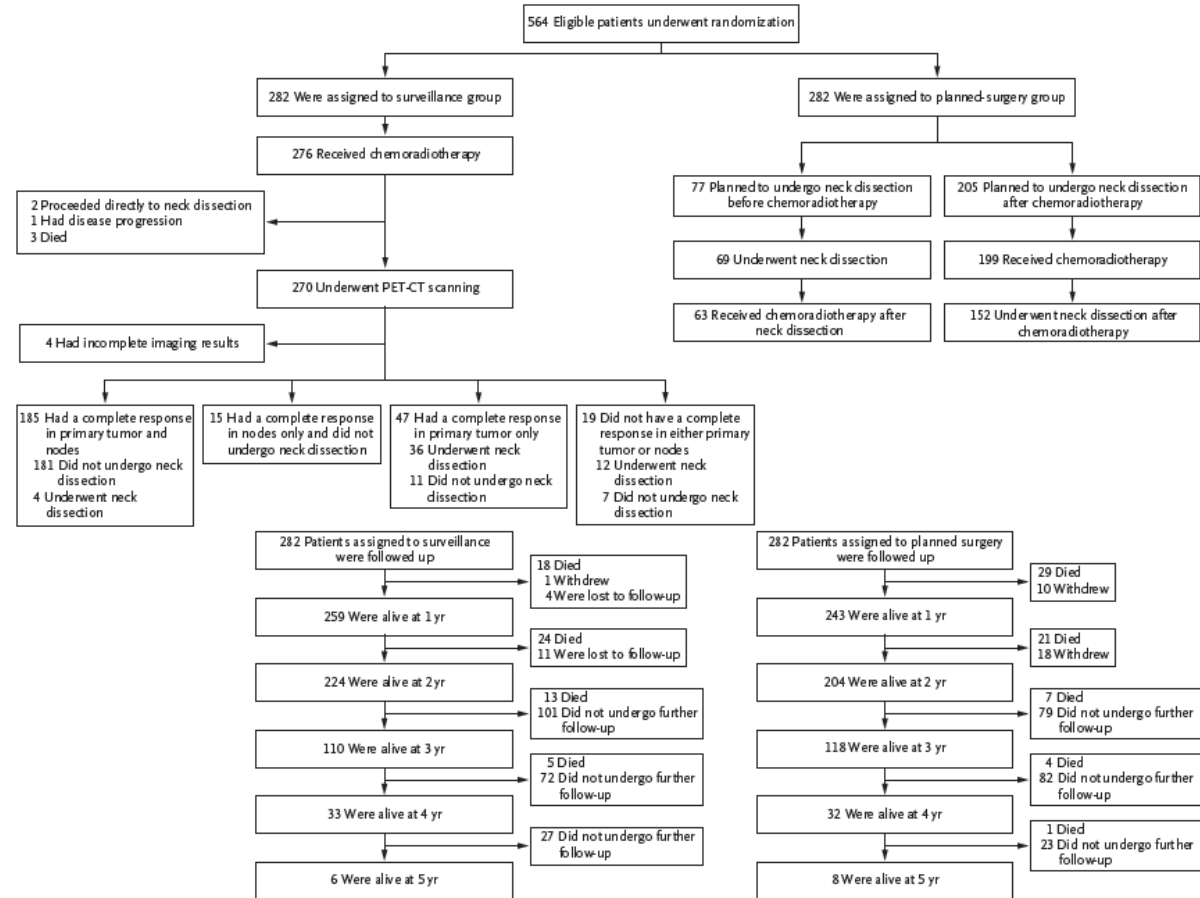 564 Eligible patients underwent randomization
282 Were assigned to surveillance group
282 Were assigned to planned-surgery group
276 Received chemoradiotherapy
77 Planned to undergo neck dissection
before chemoradiotherapy
205 Planned to undergo neck dissection
after chemoradiotherapy
2 Proceeded directly to neck dissection
1 Had disease progression
3 Died
69 Underwent neck dissection
199 Received chemoradiotherapy
270 Underwent PET-CT scanning
63 Received chemoradiotherapy after
neck dissection
152 Underwent neck dissection after
chemoradiotherapy
4 Had incomplete imaging results
185 Had a complete response
in primary tumor and
nodes
181 Did not undergo neck
dissection
4 Underwent neck
dissection
15 Had a complete response
in nodes only and did not
undergo neck dissection
47 Had a complete response
in primary tumor only
36 Underwent neck
dissection
11 Did not undergo neck
dissection
19 Did not have a complete
response in either primary
tumor or nodes
12 Underwent neck
dissection
7 Did not undergo neck
dissection
282 Patients assigned to surveillance
were followed up
18 Died
1 Withdrew
4 Were lost to follow-up
259 Were alive at 1 yr
24 Died
11 Were lost to follow-up
224 Were alive at 2 yr
13 Died
101 Did not undergo further
follow-up
110 Were alive at 3 yr
5 Died
72 Did not undergo further
follow-up
33 Were alive at 4 yr
27 Did not undergo further
follow-up
6 Were alive at 5 yr
282 Patients assigned to planned surgery
were followed up
29 Died
10 Withdrew
243 Were alive at 1 yr
21 Died
18 Withdrew
204 Were alive at 2 yr
7 Died
79 Did not undergo further
follow-up
118 Were alive at 3 yr
4 Died
82 Did not undergo further
follow-up
32 Were alive at 4 yr
1 Died
23 Did not undergo further
follow-up
8 Were alive at 5 yr